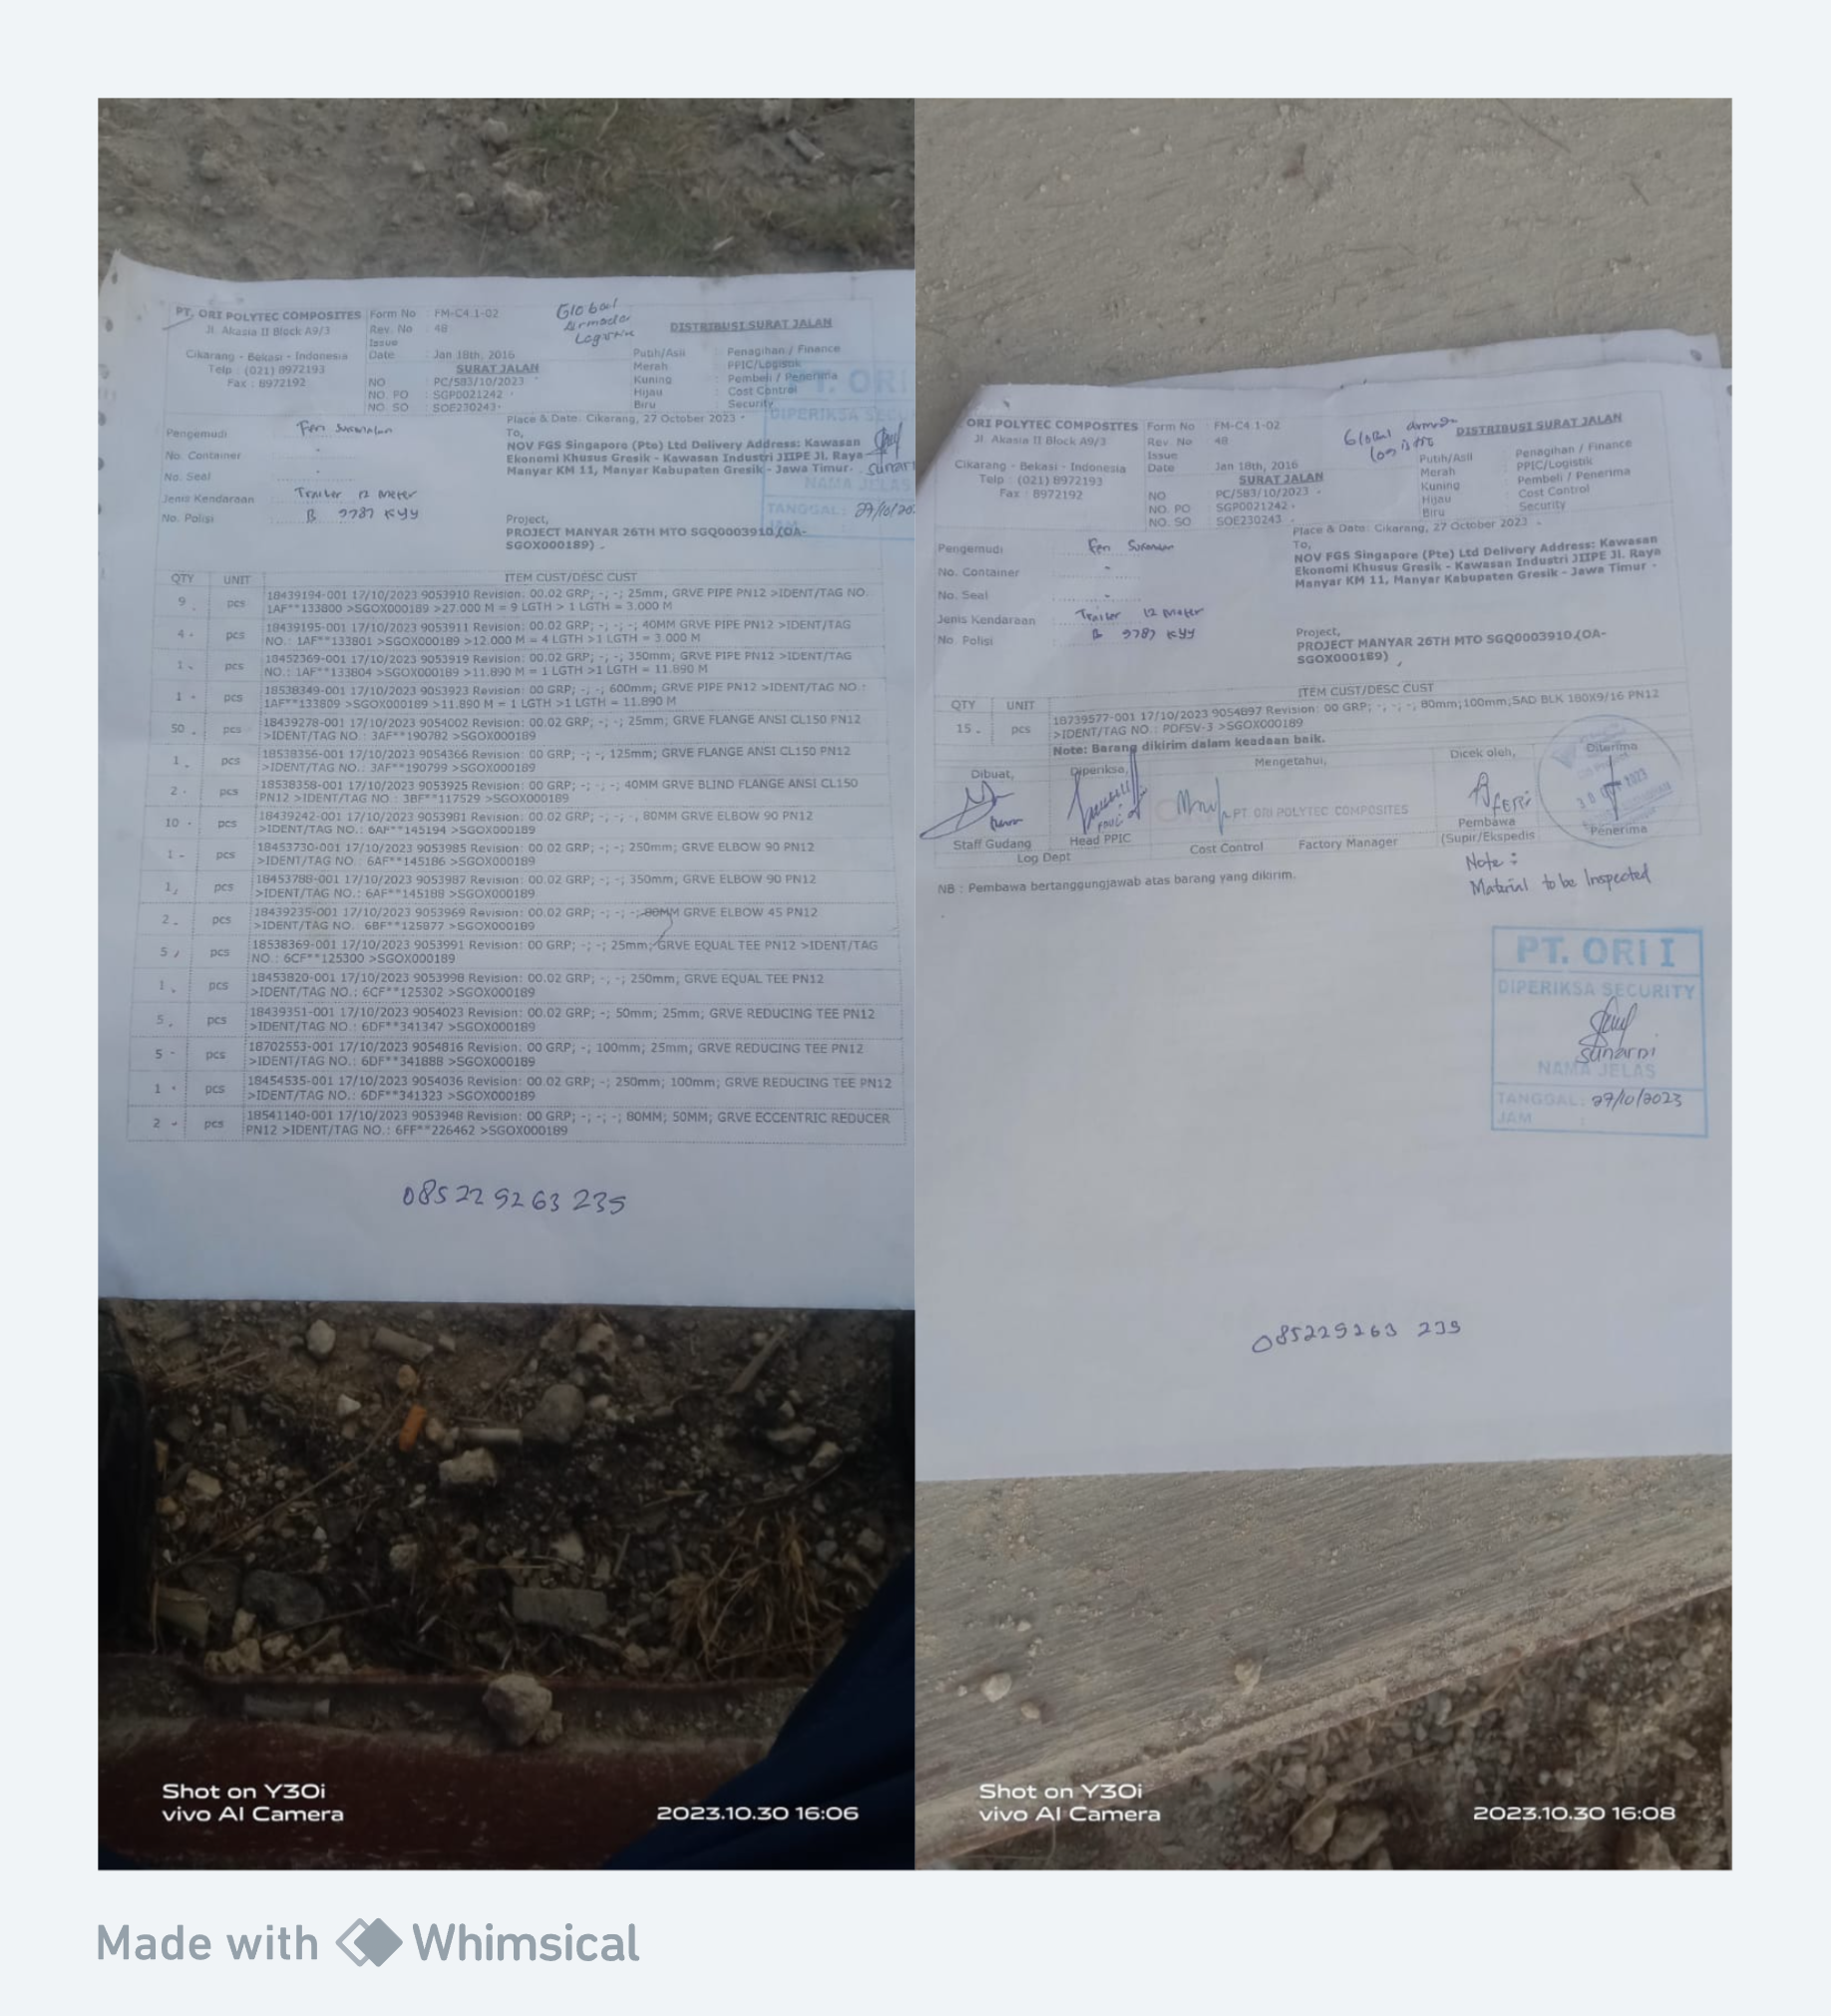 PT. ORI POLYTEC COMPOSITES
Jl. Akasia II Block A9/3
Cikarang - Bekasi - Indonesia
Telp : (021) 8972193
Fax : 8972192
Form No : FM-C4.1-02
Rev. No : 48
Issue
Date : Jan 18th, 2016
SURAT JALAN
NO : PC/583/10/2023
NO. PO : SGP0021242
NO. SO : SOE230243
Global
Armada
Logistik
DISTRIBUSI SURAT JALAN
Putih/Asli : Penagihan / Finance
Merah : PPIC/Logistik
Kuning : Pembeli / Penerima
Hijau : Cost Control
Biru : Security
Pengemudi
No. Container : -
No. Seal : -
Jenis Kendaraan : Trailer 12 Meter
No. Polisi : B 9787 KYY
Place & Date: Cikarang, 27 October 2023
To,
NOV FGS Singapore (Pte) Ltd Delivery Address: Kawasan
Ekonomi Khusus Gresik - Kawasan Industri JIIPE Jl. Raya
Manyar KM 11, Manyar Kabupaten Gresik - Jawa Timur.
Project,
PROJECT MANYAR 26TH MTO SGQ0003910.(OA-
SGOX000189)
PT. ORI
DIPERIKSA SECU
NAMA JELAS
TANGGAL : 27/10/20
JAM :
QTY UNIT ITEM CUST/DESC CUST
9 pcs 18439194-001 17/10/2023 9053910 Revision: 00.02 GRP; -, -; 25mm, GRVE PIPE PN12 >IDENT/TAG NO.
1AF**133800 >SGOX000189 >27.000 M = 9 LGTH > 1 LGTH = 3.000 M
4 pcs 18439195-001 17/10/2023 9053911 Revision: 00.02 GRP; -; -; 40MM GRVE PIPE PN12 >IDENT/TAG
NO.: 1AF**133801 >SGOX000189 >12.000 M = 4 LGTH >1 LGTH = 3.000 M
1 pcs 18452369-001 17/10/2023 9053919 Revision: 00.02 GRP; -; -; 350mm; GRVE PIPE PN12 >IDENT/TAG
NO.: 1AF**133804 >SGOX000189 >11.890 M = 1 LGTH >1 LGTH = 11.890 M
1 pcs 18538349-001 17/10/2023 9053923 Revision: 00 GRP; -; -; 600mm; GRVE PIPE PN12 >IDENT/TAG NO.:
1AF**133809 >SGOX000189 >11.890 M = 1 LGTH >1 LGTH = 11.890 M
50 pcs 18439278-001 17/10/2023 9054002 Revision: 00.02 GRP; -; -; 25mm; GRVE FLANGE ANSI CL150 PN12
>IDENT/TAG NO.: 3AF**190782 >SGOX000189
1 pcs 18538356-001 17/10/2023 9054366 Revision: 00 GRP; -; -, 125mm; GRVE FLANGE ANSI CL150 PN12
>IDENT/TAG NO.: 3AF**190799 >SGOX000189
2 pcs 18538358-001 17/10/2023 9053925 Revision: 00 GRP; -; -; -; 40MM GRVE BLIND FLANGE ANSI CL150
PN12 >IDENT/TAG NO.: 3BF**117529 >SGOX000189
10 pcs 18439242-001 17/10/2023 9053981 Revision: 00.02 GRP; -; -; -, 80MM GRVE ELBOW 90 PN12
>IDENT/TAG NO.: 6AF**145194 >SGOX000189
1 pcs 18453730-001 17/10/2023 9053985 Revision: 00.02 GRP; -; -; 250mm; GRVE ELBOW 90 PN12
>IDENT/TAG NO.: 6AF**145186 >SGOX000189
1 pcs 18453788-001 17/10/2023 9053987 Revision: 00.02 GRP; -; -; 350mm; GRVE ELBOW 90 PN12
>IDENT/TAG NO.: 6AF**145188 >SGOX000189
2 pcs 18439235-001 17/10/2023 9053969 Revision: 00.02 GRP; -; -; -; 80MM GRVE ELBOW 45 PN12
>IDENT/TAG NO.: 6BF**125877 >SGOX000189
5 pcs 18538369-001 17/10/2023 9053991 Revision: 00 GRP; -; -; 25mm; GRVE EQUAL TEE PN12 >IDENT/TAG
NO.: 6CF**125300 >SGOX000189
1 pcs 18453820-001 17/10/2023 9053998 Revision: 00.02 GRP; -; -; 250mm, GRVE EQUAL TEE PN12
>IDENT/TAG NO.: 6CF**125302 >SGOX000189
5 pcs 18439351-001 17/10/2023 9054023 Revision: 00.02 GRP; -; 50mm; 25mm; GRVE REDUCING TEE PN12
>IDENT/TAG NO.: 6DF**341347 >SGOX000189
5 pcs 18702553-001 17/10/2023 9054816 Revision: 00 GRP; -; 100mm; 25mm; GRVE REDUCING TEE PN12
>IDENT/TAG NO.: 6DF**341888 >SGOX000189
1 pcs 18454535-001 17/10/2023 9054036 Revision: 00.02 GRP; -; 250mm; 100mm; GRVE REDUCING TEE PN12
>IDENT/TAG NO.: 6DF**341323 >SGOX000189
2 pcs 18541140-001 17/10/2023 9053948 Revision: 00 GRP; -; -; -; 80MM; 50MM; GRVE ECCENTRIC REDUCER
PN12 >IDENT/TAG NO.: 6FF**226462 >SGOX000189
085229263235
Shot on Y30i
vivo AI Camera
2023.10.30 16:06
ORI POLYTEC COMPOSITES
Jl. Akasia II Block A9/3
Cikarang - Bekasi - Indonesia
Telp : (021) 8972193
Fax : 8972192
Form No : FM-C4.1-02
Rev. No : 48
Issue
Date : Jan 18th, 2016
SURAT JALAN
NO : PC/583/10/2023
NO. PO : SGP0021242
NO. SO : SOE230243
Global
DISTRIBUSI SURAT JALAN
Putih/Asli : Penagihan / Finance
Merah : PPIC/Logistik
Kuning : Pembeli / Penerima
Hijau : Cost Control
Biru : Security
Pengemudi
No. Container : -
No. Seal : -
Jenis Kendaraan : Trailer 12 Meter
No. Polisi : B 9787 KYY
Place & Date: Cikarang, 27 October 2023
To,
NOV FGS Singapore (Pte) Ltd Delivery Address: Kawasan
Ekonomi Khusus Gresik - Kawasan Industri JIIPE Jl. Raya
Manyar KM 11, Manyar Kabupaten Gresik - Jawa Timur
Project,
PROJECT MANYAR 26TH MTO SGQ0003910.(OA-
SGOX000189)
QTY UNIT ITEM CUST/DESC CUST
15 pcs 18739577-001 17/10/2023 9054897 Revision: 00 GRP; -, -, -, 80mm;100mm;SAD BLK 180X9/16 PN12
>IDENT/TAG NO.: PDFSV-3 >SGOX000189
Note: Barang dikirim dalam keadaan baik.
Dibuat, Diperiksa, Mengetahui, Dicek oleh, Diterima
PT ORI POLYTEC COMPOSITES
30 2023
FERI
Staff Gudang Head PPIC Cost Control Factory Manager Pembawa Penerima
Log Dept (Supir/Ekspedis
NB : Pembawa bertanggungjawab atas barang yang dikirim.
Note :
Material to be Inspected
PT. ORI I
DIPERIKSA SECURITY
Sunarni
NAMA JELAS
TANGGAL : 27/10/2023
JAM :
085229263 235
Shot on Y30i
vivo AI Camera
2023.10.30 16:08
Made with Whimsical